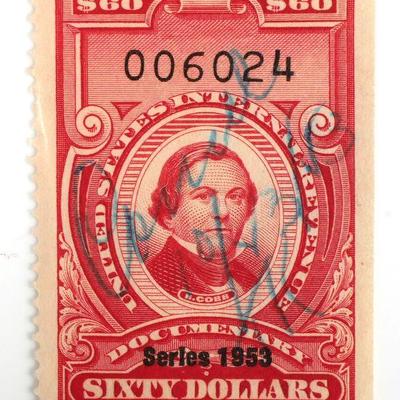 $60 $60
006024
UNITED STATES INTERNAL REVENUE
H. COBB
DOCUMENTARY
Series 1953
SIXTY DOLLARS